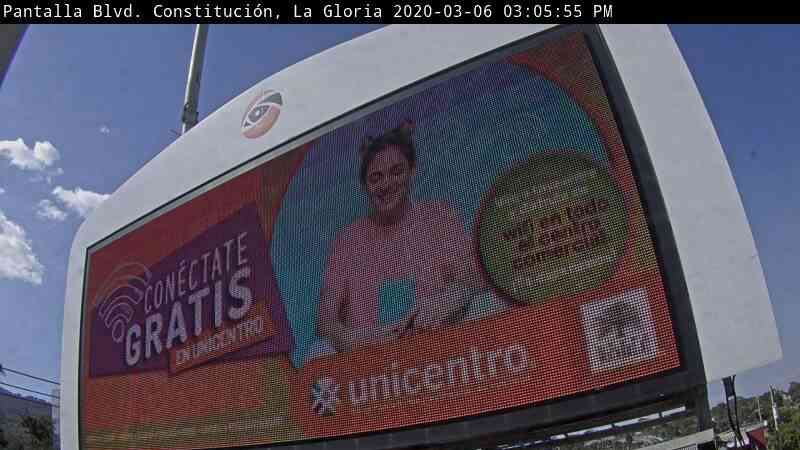 Pantalla Blvd. Constitución, La Gloria 2020-03-06 03:05:55 PM
CONÉCTATE
GRATIS
EN UNICENTRO
wifi en todo
el centro
comercial
unicentro